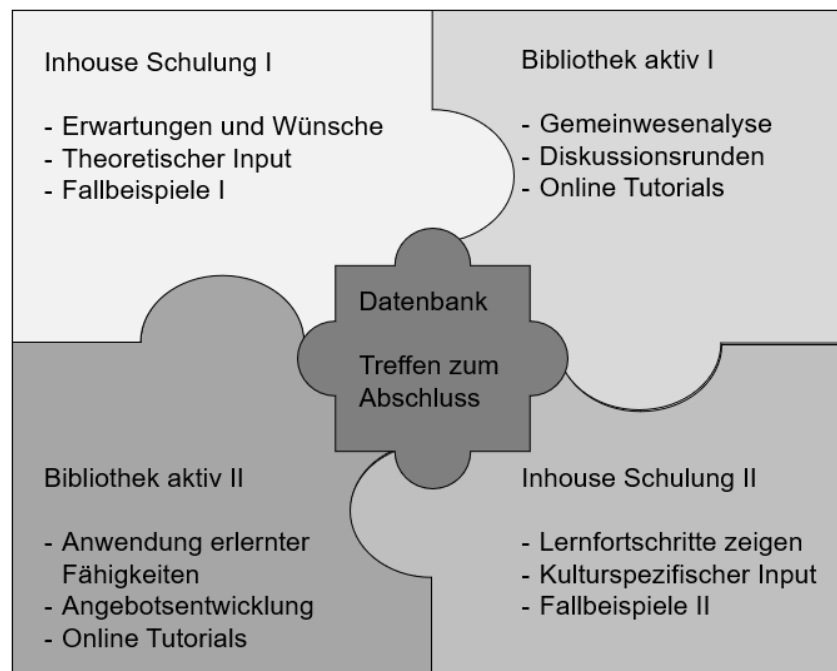 Inhouse Schulung I
- Erwartungen und Wünsche
- Theoretischer Input
- Fallbeispiele I
Bibliothek aktiv I
- Gemeinwesenalyse
- Diskussionsrunden
- Online Tutorials
Datenbank
Treffen zum
Abschluss
Bibliothek aktiv II
- Anwendung erlernter
Fähigkeiten
- Angebotsentwicklung
- Online Tutorials
Inhouse Schulung II
- Lernfortschritte zeigen
- Kulturspezifischer Input
- Fallbeispiele II